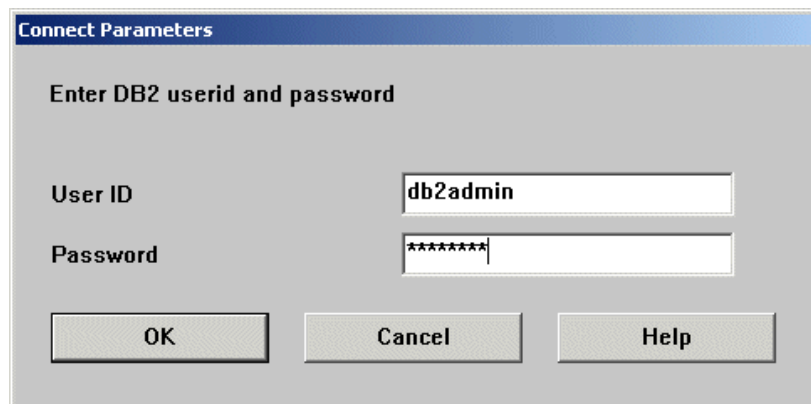 Connect Parameters
Enter DB2 userid and password
User ID
db2admin
Password
********
OK
Cancel
Help